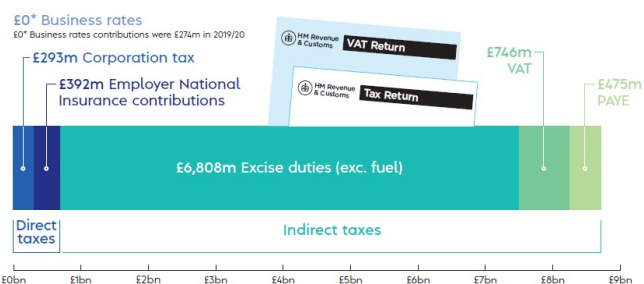 £0* Business rates
£0* Business rates contributions were £274m in 2019/20
£293m Corporation tax
£392m Employer National
Insurance contributions
HM Revenue
& Customs
VAT Return
HM Revenue
& Customs
Tax Return
£746m
VAT
£475m
PAYE
£6,808m Excise duties (exc. fuel)
Direct
taxes
Indirect taxes
£0bn £1bn £2bn £3bn £4bn £5bn £6bn £7bn £8bn £9bn